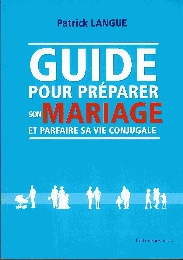 Patrick LANGUE
GUIDE
POUR PRÉPARER
SON MARIAGE
ET PARFAIRE SA VIE CONJUGALE